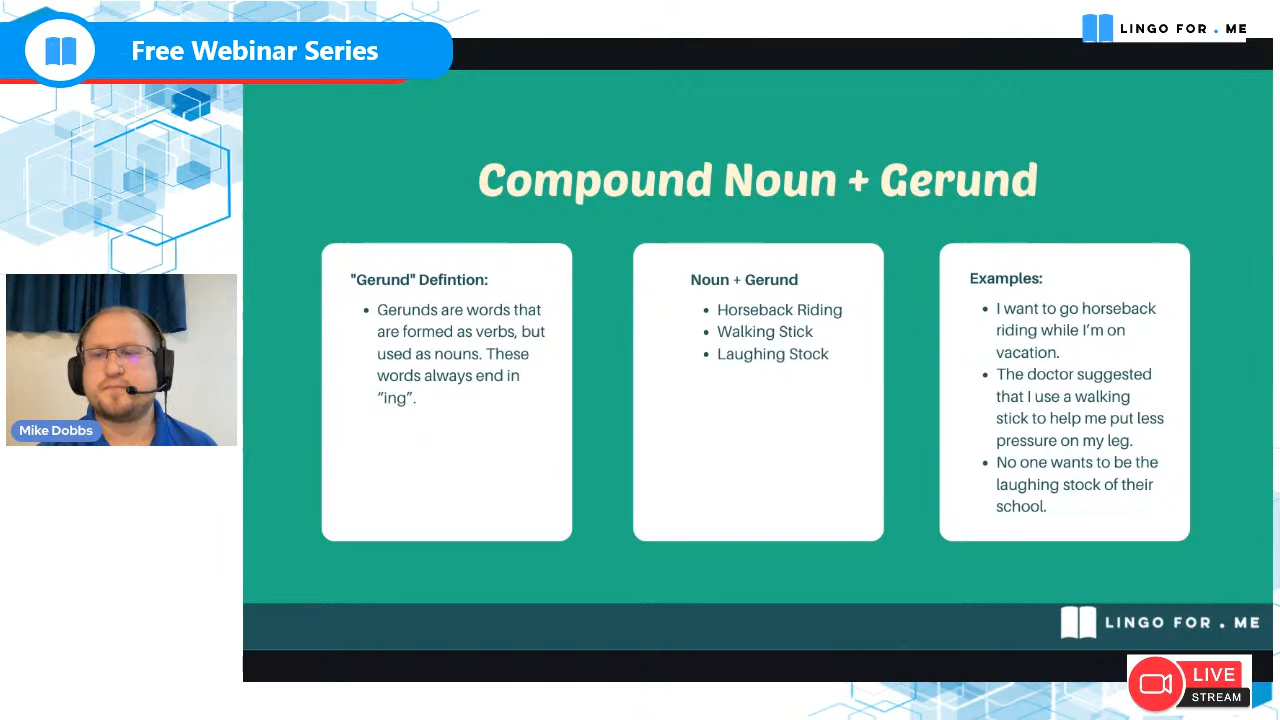 Free Webinar Series
LINGO FOR . ME
Compound Noun + Gerund
"Gerund" Defintion:
• Gerunds are words that
are formed as verbs, but
used as nouns. These
words always end in
“ing”.
Noun + Gerund
• Horseback Riding
• Walking Stick
• Laughing Stock
Examples:
• I want to go horseback
riding while I’m on
vacation.
• The doctor suggested
that I use a walking
stick to help me put less
pressure on my leg.
• No one wants to be the
laughing stock of their
school.
Mike Dobbs
LINGO FOR . ME
LIVE
STREAM